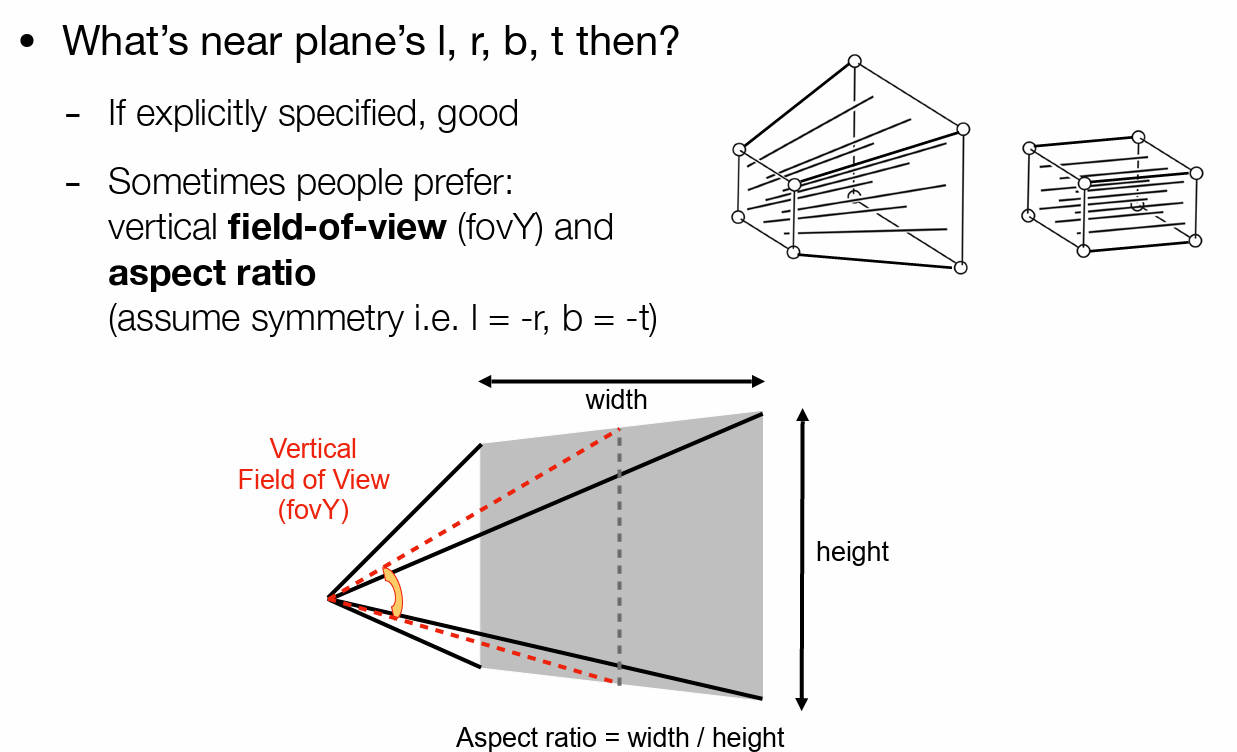 • What’s near plane’s l, r, b, t then?
- If explicitly specified, good
- Sometimes people prefer:
vertical field-of-view (fovY) and
aspect ratio
(assume symmetry i.e. l = -r, b = -t)
width
Vertical
Field of View
(fovY)
height
Aspect ratio = width / height